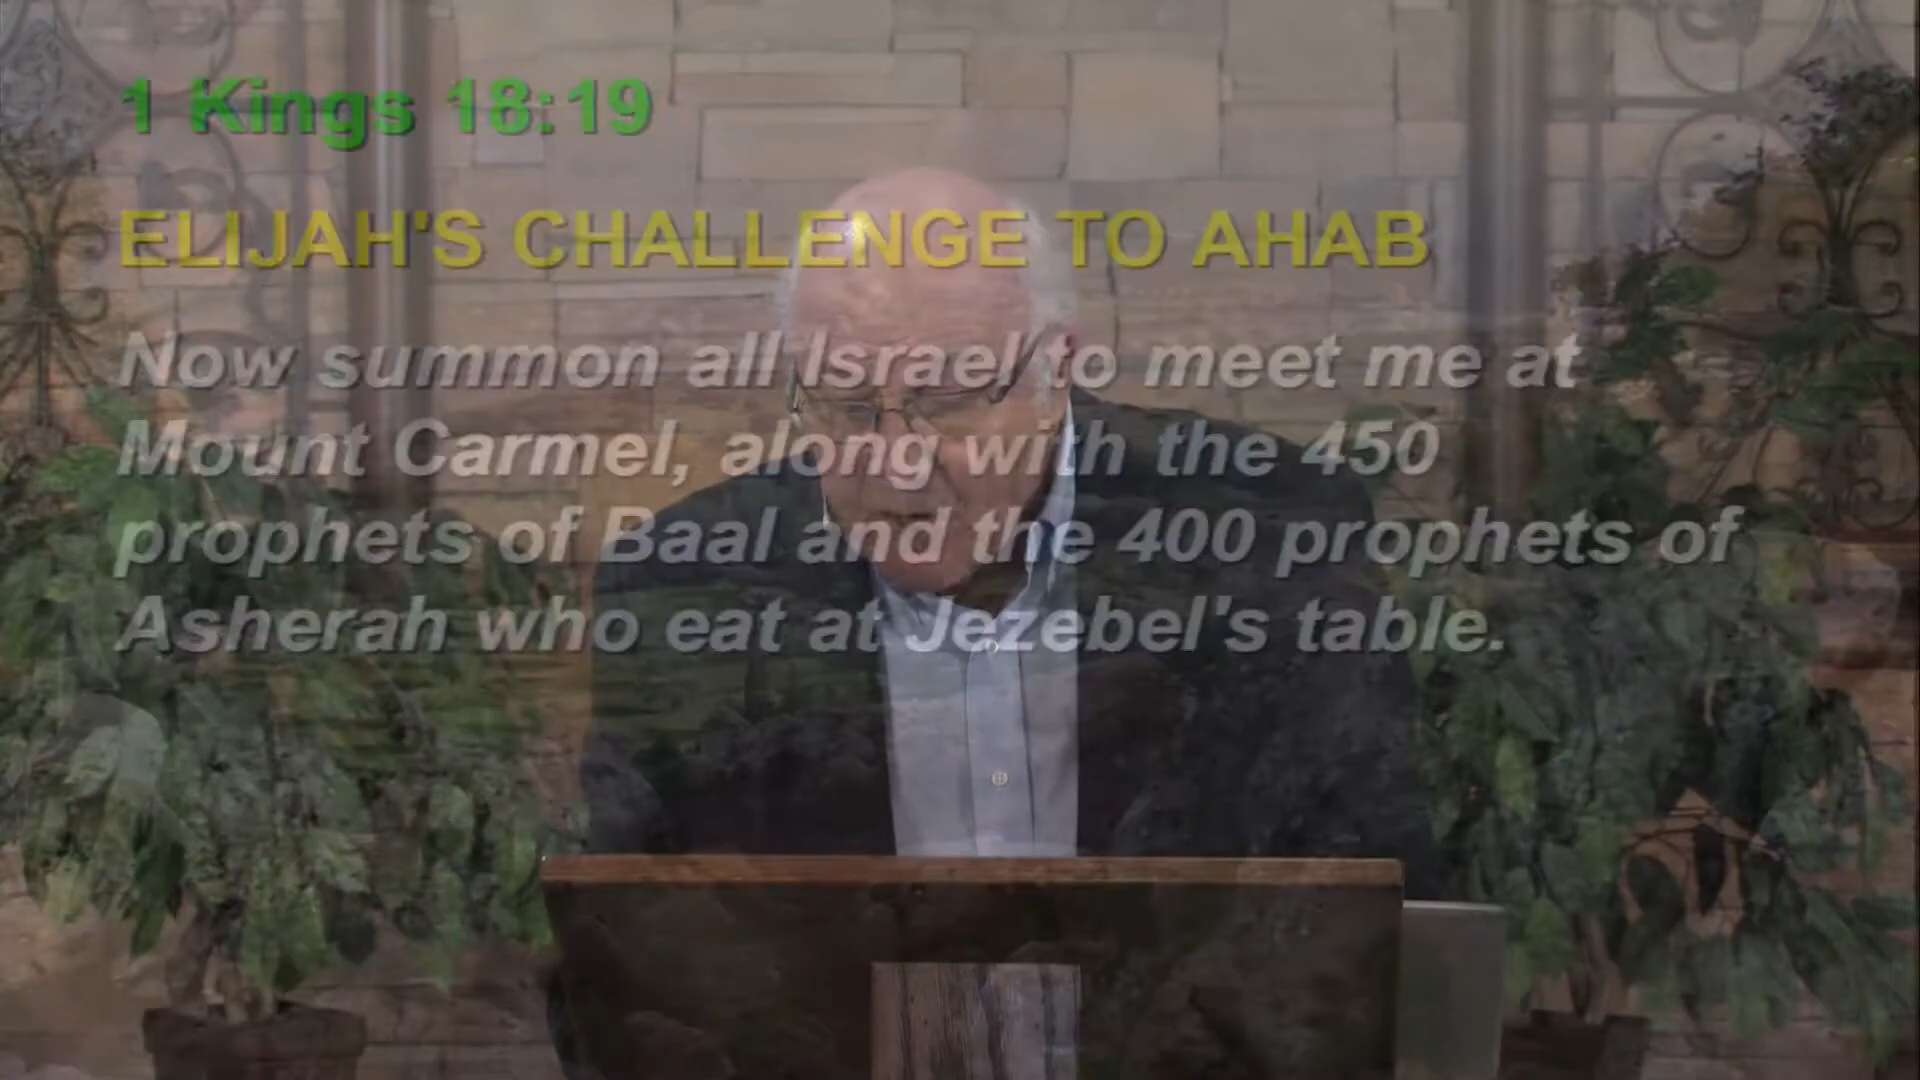 1 Kings 18:19
ELIJAH'S CHALLENGE TO AHAB
Now summon all Israel to meet me at
Mount Carmel, along with the 450
prophets of Baal and the 400 prophets of
Asherah who eat at Jezebel's table.